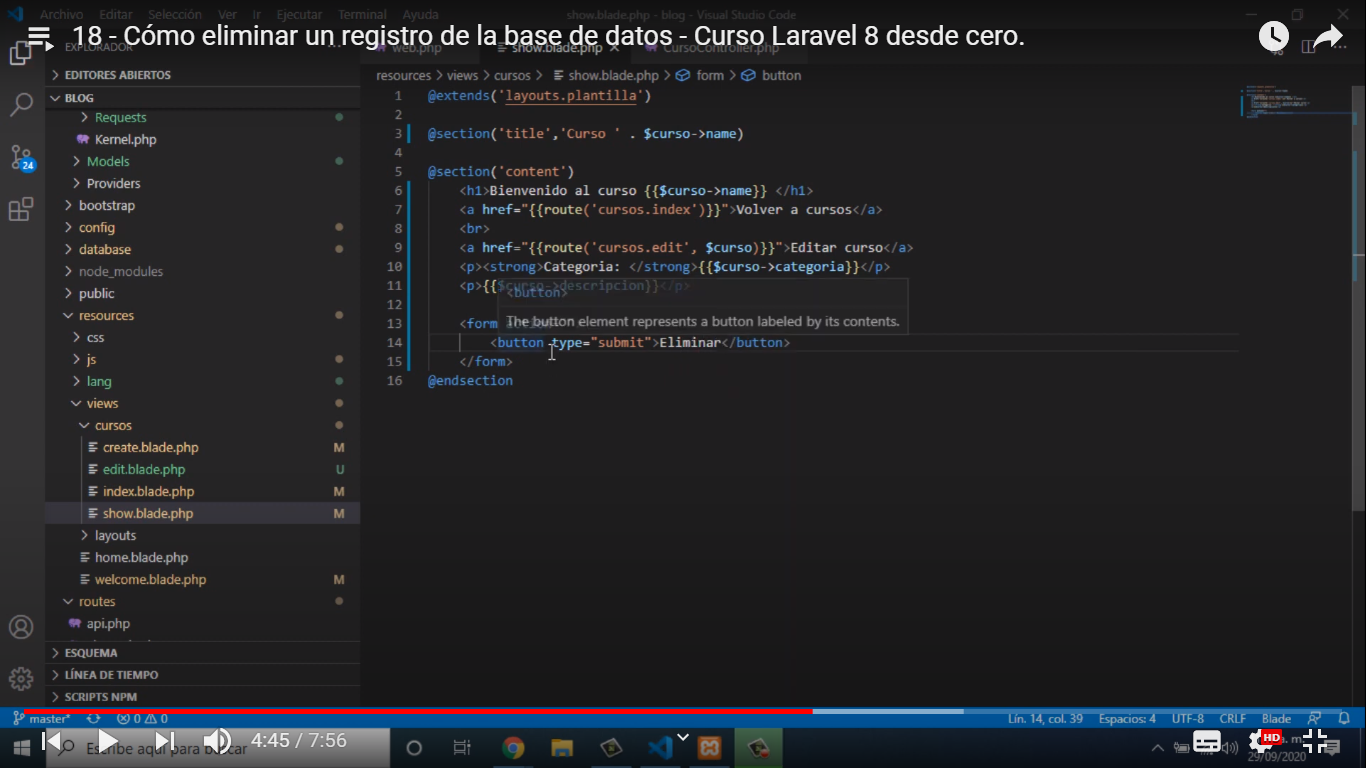 Archivo Editar Selección Ver Ir Ejecutar Terminal Ayuda
show.blade.php - blog - Visual Studio Code
18 - Cómo eliminar un registro de la base de datos - Curso Laravel 8 desde cero.
EXPLORADOR
web.php
show.blade.php
CursoController.php
EDITORES ABIERTOS
BLOG
Requests
Kernel.php
Models
Providers
bootstrap
config
database
node_modules
public
resources
css
js
lang
views
cursos
create.blade.php M
edit.blade.php U
index.blade.php M
show.blade.php M
layouts
home.blade.php
welcome.blade.php M
routes
api.php
ESQUEMA
LÍNEA DE TIEMPO
SCRIPTS NPM
24
resources > views > cursos > show.blade.php > form > button
1 @extends('layouts.plantilla')
2
3 @section('title','Curso ' . $curso->name)
4
5 @section('content')
6 <h1>Bienvenido al curso {{$curso->name}} </h1>
7 <a href="{{route('cursos.index')}}">Volver a cursos</a>
8 <br>
9 <a href="{{route('cursos.edit', $curso)}}">Editar curso</a>
10 <p><strong>Categoria: </strong>{{$curso->categoria}}</p>
11 <p>{{$curso->descripcion}}</p>
<button>
12
The button element represents a button labeled by its contents.
13 <form
14 <button type="submit">Eliminar</button>
15 </form>
16 @endsection
master* 0 0
Lín. 14, col. 39 Espacios: 4 UTF-8 CRLF Blade
Escribe aquí para buscar
4:45 / 7:56
HD
29/09/2020